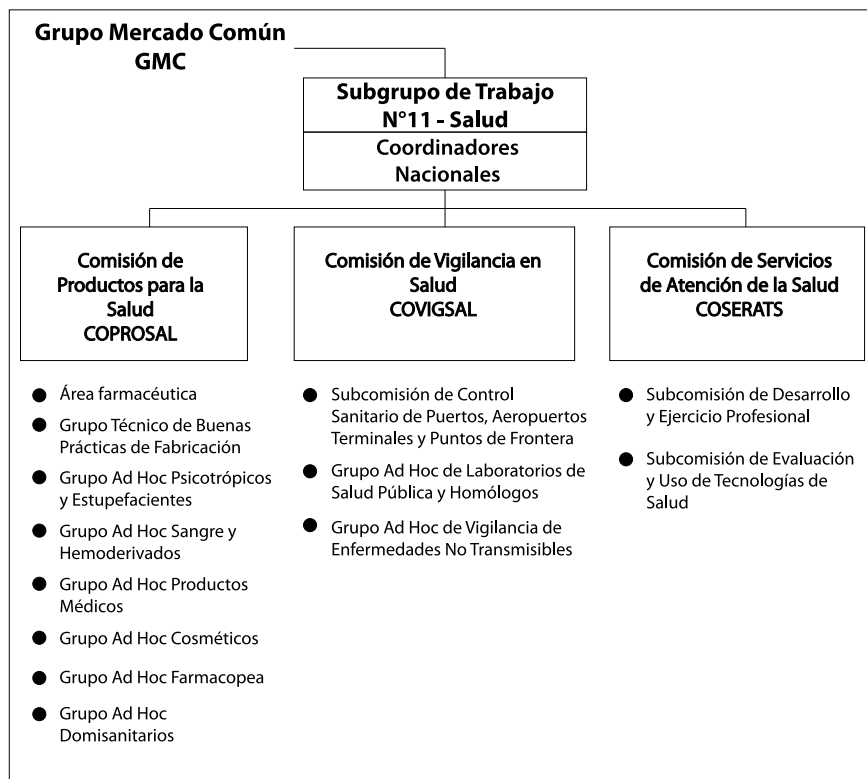 Grupo Mercado Común
GMC
Subgrupo de Trabajo
N°11 - Salud
Coordinadores
Nacionales
Comisión de
Productos para la
Salud
COPROSAL
Comisión de Vigilancia en
Salud
COVIGSAL
Comisión de Servicios
de Atención de la Salud
COSERATS
Área farmacéutica
Grupo Técnico de Buenas
Prácticas de Fabricación
Grupo Ad Hoc Psicotrópicos
y Estupefacientes
Grupo Ad Hoc Sangre y
Hemoderivados
Grupo Ad Hoc Productos
Médicos
Grupo Ad Hoc Cosméticos
Grupo Ad Hoc Farmacopea
Grupo Ad Hoc
Domisanitarios
Subcomisión de Control
Sanitario de Puertos, Aeropuertos
Terminales y Puntos de Frontera
Grupo Ad Hoc de Laboratorios de
Salud Pública y Homólogos
Grupo Ad Hoc de Vigilancia de
Enfermedades No Transmisibles
Subcomisión de Desarrollo
y Ejercicio Profesional
Subcomisión de Evaluación
y Uso de Tecnologías de
Salud